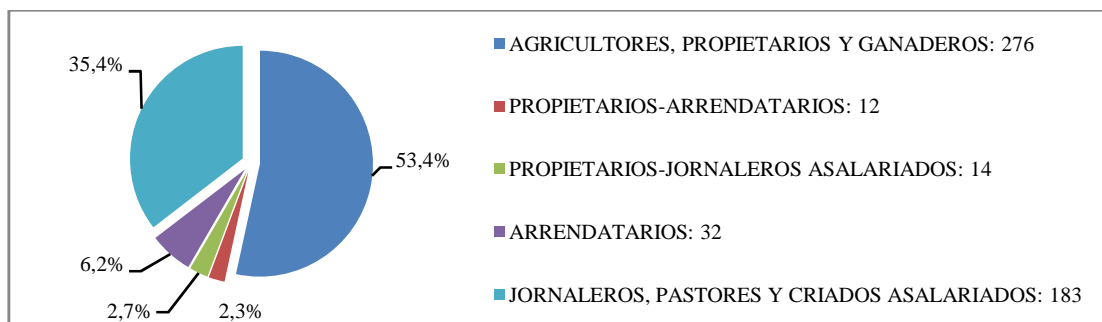 35,4%
53,4%
6,2%
2,7%
2,3%
AGRICULTORES, PROPIETARIOS Y GANADEROS: 276
PROPIETARIOS-ARRENDATARIOS: 12
PROPIETARIOS-JORNALEROS ASALARIADOS: 14
ARRENDATARIOS: 32
JORNALEROS, PASTORES Y CRIADOS ASALARIADOS: 183